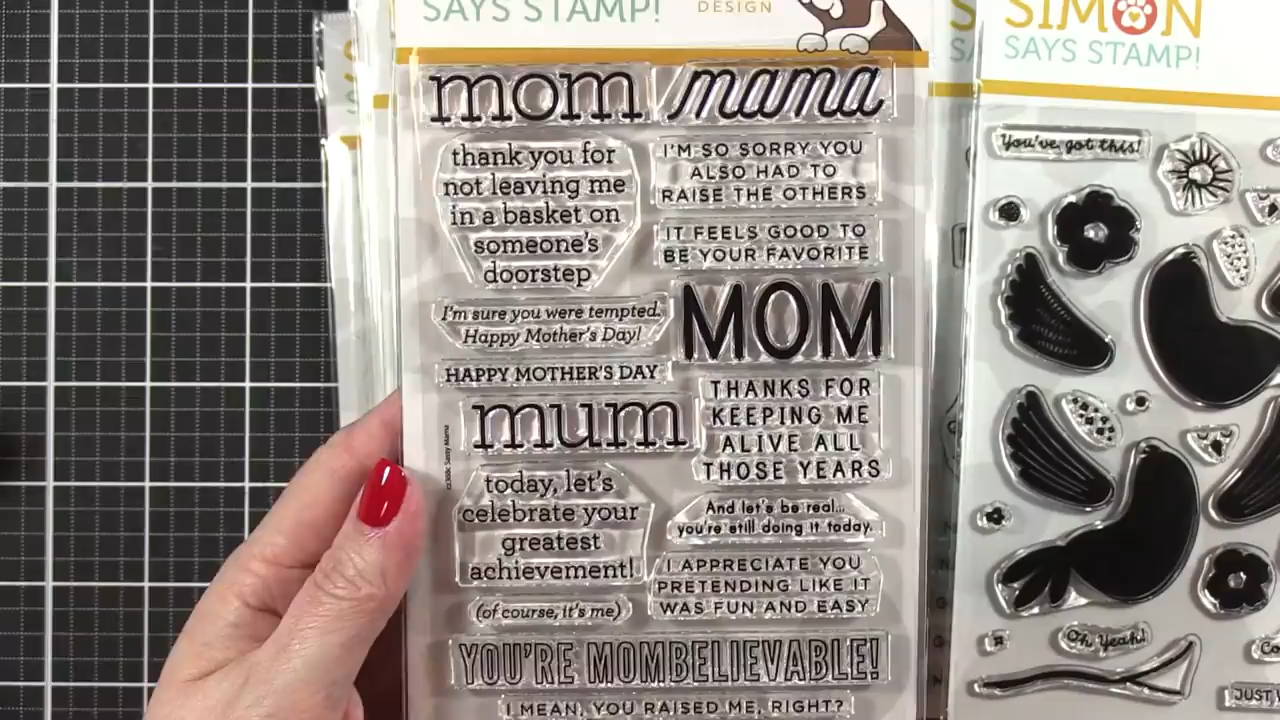 SAYS STAMP!
DESIGN
mom
mama
thank you for
not leaving me
in a basket on
someone's
doorstep
I'M SO SORRY YOU
ALSO HAD TO
RAISE THE OTHERS
IT FEELS GOOD TO
BE YOUR FAVORITE
I'm sure you were tempted.
Happy Mother's Day!
MOM
HAPPY MOTHER'S DAY
mum
THANKS FOR
KEEPING ME
ALIVE ALL
THOSE YEARS
today, let's
celebrate your
greatest
achievement!
And let's be real...
you're still doing it today.
I APPRECIATE YOU
PRETENDING LIKE IT
WAS FUN AND EASY
(of course, it's me)
YOU'RE MOMBELIEVABLE!
I MEAN, YOU RAISED ME, RIGHT?
Sassy Mama
SIMON
SAYS STAMP!
You've got this!
Oh Yeah!
JUST